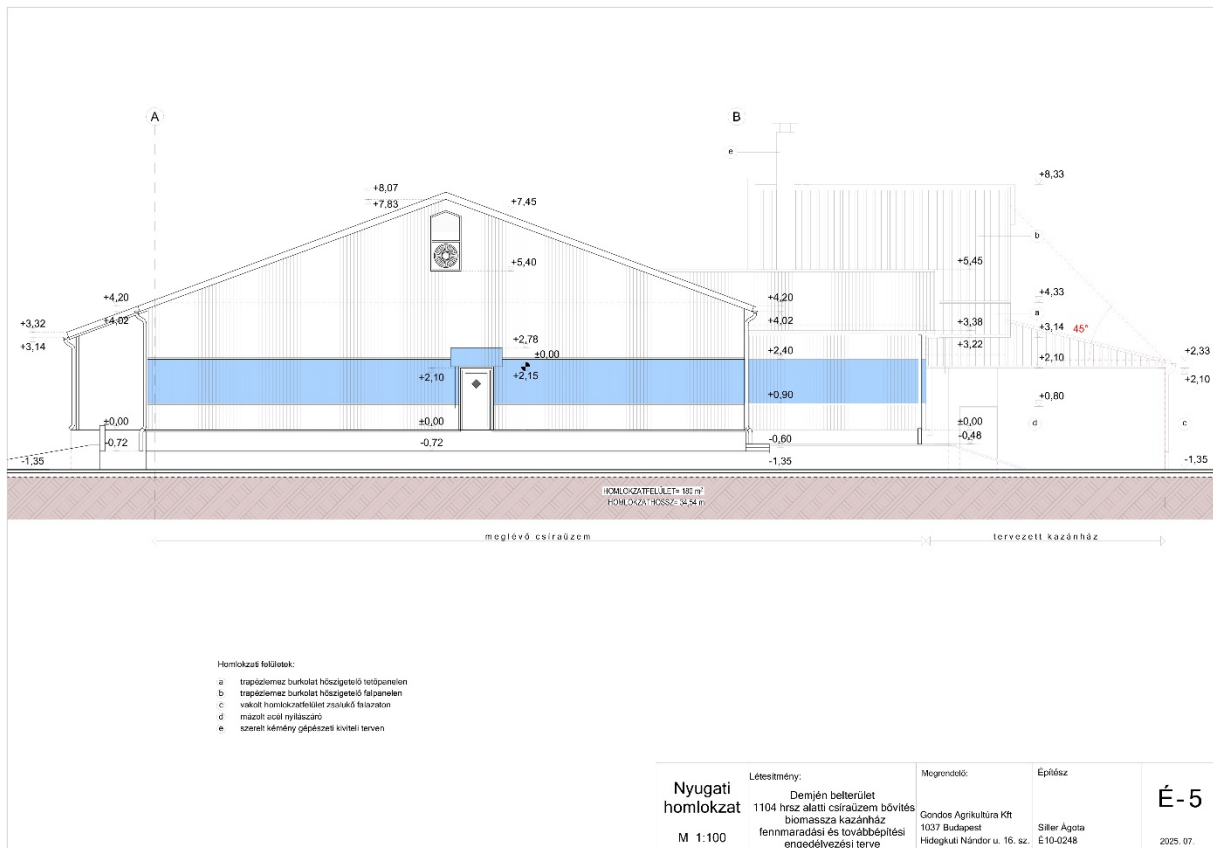 A
B
e
+8,07
+7,83
+7,45
+8,33
b
+5,40
+5,45
+4,20
+4,02
+4,20
+4,02
+4,33
a
+3,32
+3,14
+3,38
+3,14
45°
+3,22
+2,78
±0,00
+2,40
+2,33
+2,10
+2,15
+2,10
+2,10
+0,90
+0,80
±0,00
±0,00
±0,00
d
c
-0,72
-0,72
-0,60
-0,48
-1,35
-1,35
-1,35
HOMLOKZATFELÜLET= 180 m²
HOMLOKZATHOSSZ= 34,54 m
meglévő csíraüzem
tervezett kazánház
Homlokzati felületek:
a trapézlemez burkolat hőszigetelő tetőpanelen
b trapézlemez burkolat hőszigetelő falpanelen
c vakolt homlokzatfelület zsalukő falazaton
d mázolt acél nyílászáró
e szerelt kémény gépészeti kiviteli terven
Nyugati
homlokzat
M 1:100
Létesítmény:
Demjén belterület
1104 hrsz alatti csíraüzem bővítés
biomassza kazánház
fennmaradási és továbbépítési
engedélyezési terve
Megrendelő:
Gondos Agrikultúra Kft
1037 Budapest
Hidegkuti Nándor u. 16. sz.
Építész
Siller Ágota
É10-0248
É-5
2025. 07.